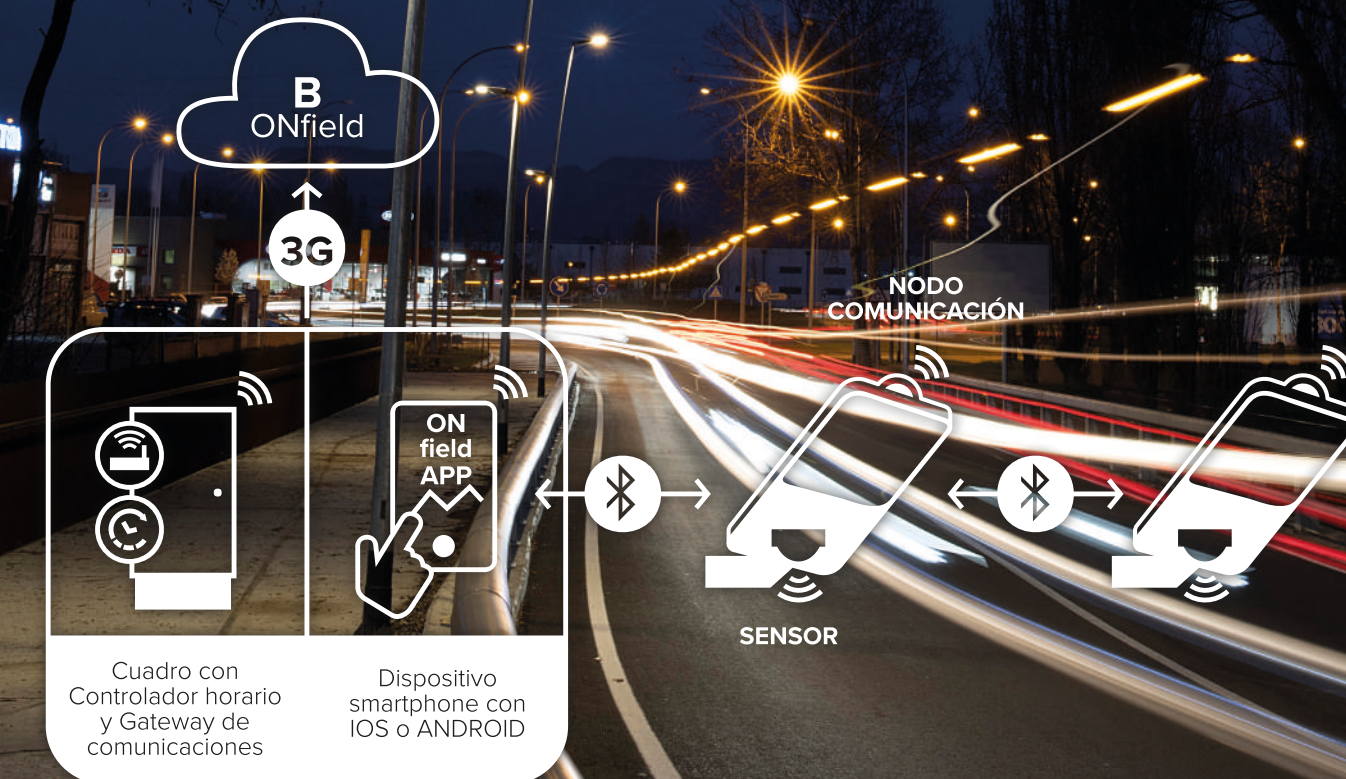 B
ONfield
3G
NODO
COMUNICACIÓN
ON
field
APP
SENSOR
Cuadro con
Controlador horario
y Gateway de
comunicaciones
Dispositivo
smartphone con
IOS o ANDROID